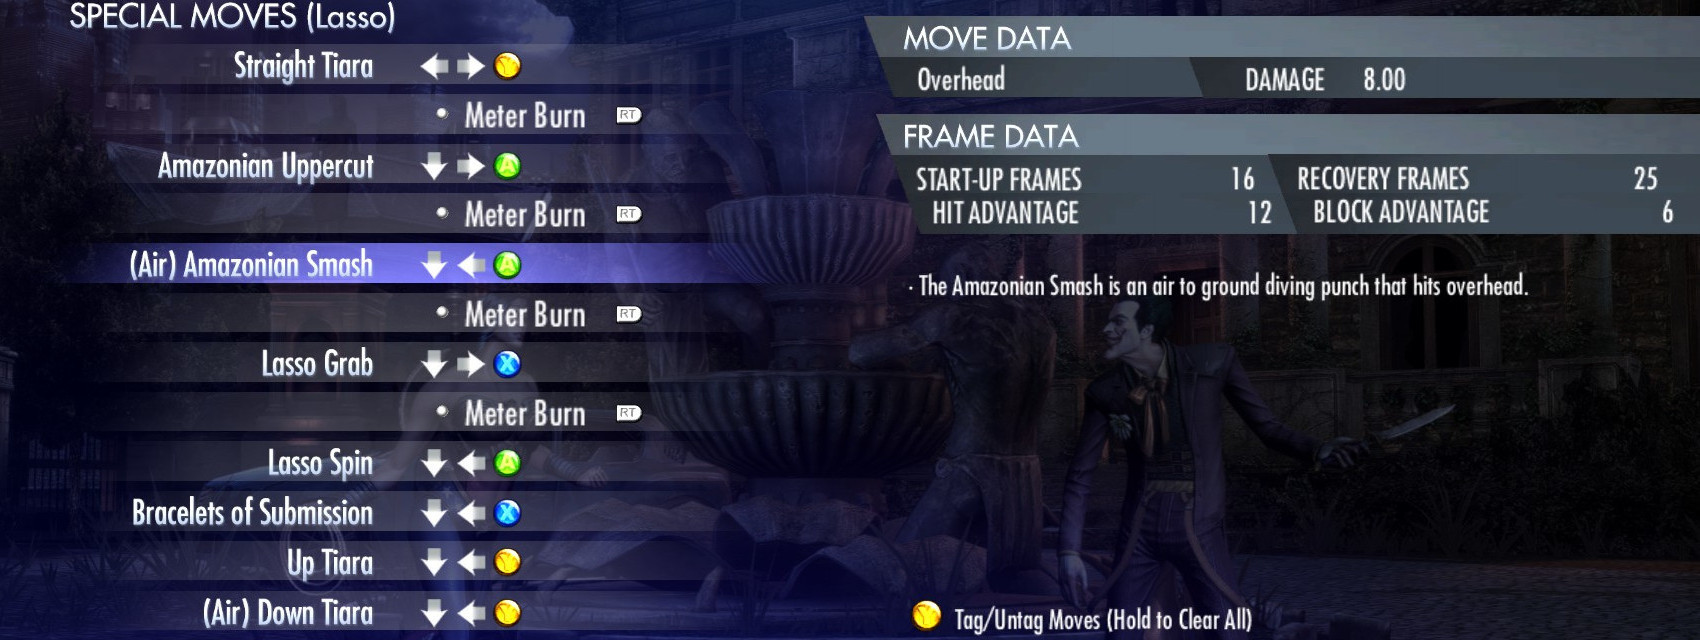 SPECIAL MOVES (Lasso)
Straight Tiara Y
Meter Burn RT
Amazonian Uppercut A
Meter Burn RT
(Air) Amazonian Smash A
Meter Burn RT
Lasso Grab X
Meter Burn RT
Lasso Spin A
Bracelets of Submission X
Up Tiara Y
(Air) Down Tiara Y
MOVE DATA
Overhead DAMAGE 8.00
FRAME DATA
START-UP FRAMES 16 RECOVERY FRAMES 25
HIT ADVANTAGE 12 BLOCK ADVANTAGE 6
· The Amazonian Smash is an air to ground diving punch that hits overhead.
Y Tag/Untag Moves (Hold to Clear All)